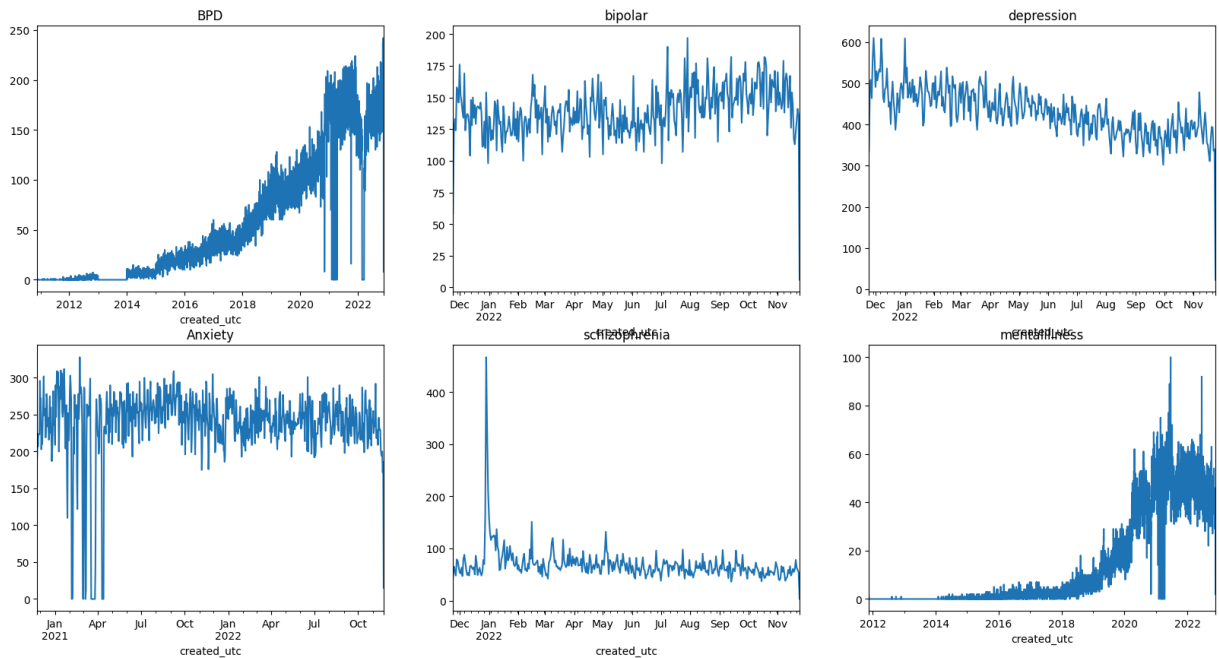 BPD
250
200
150
100
50
0
2012 2014 2016 2018 2020 2022
created_utc
bipolar
200
175
150
125
100
75
50
25
0
Dec Jan Feb Mar Apr May Jun Jul Aug Sep Oct Nov
2022
created_utc
depression
600
500
400
300
200
100
0
Dec Jan Feb Mar Apr May Jun Jul Aug Sep Oct Nov
2022
created_utc
Anxiety
300
250
200
150
100
50
0
Jan Apr Jul Oct Jan Apr Jul Oct
2021 2022
created_utc
schizophrenia
400
300
200
100
0
Dec Jan Feb Mar Apr May Jun Jul Aug Sep Oct Nov
2022
created_utc
mentalillness
100
80
60
40
20
0
2012 2014 2016 2018 2020 2022
created_utc